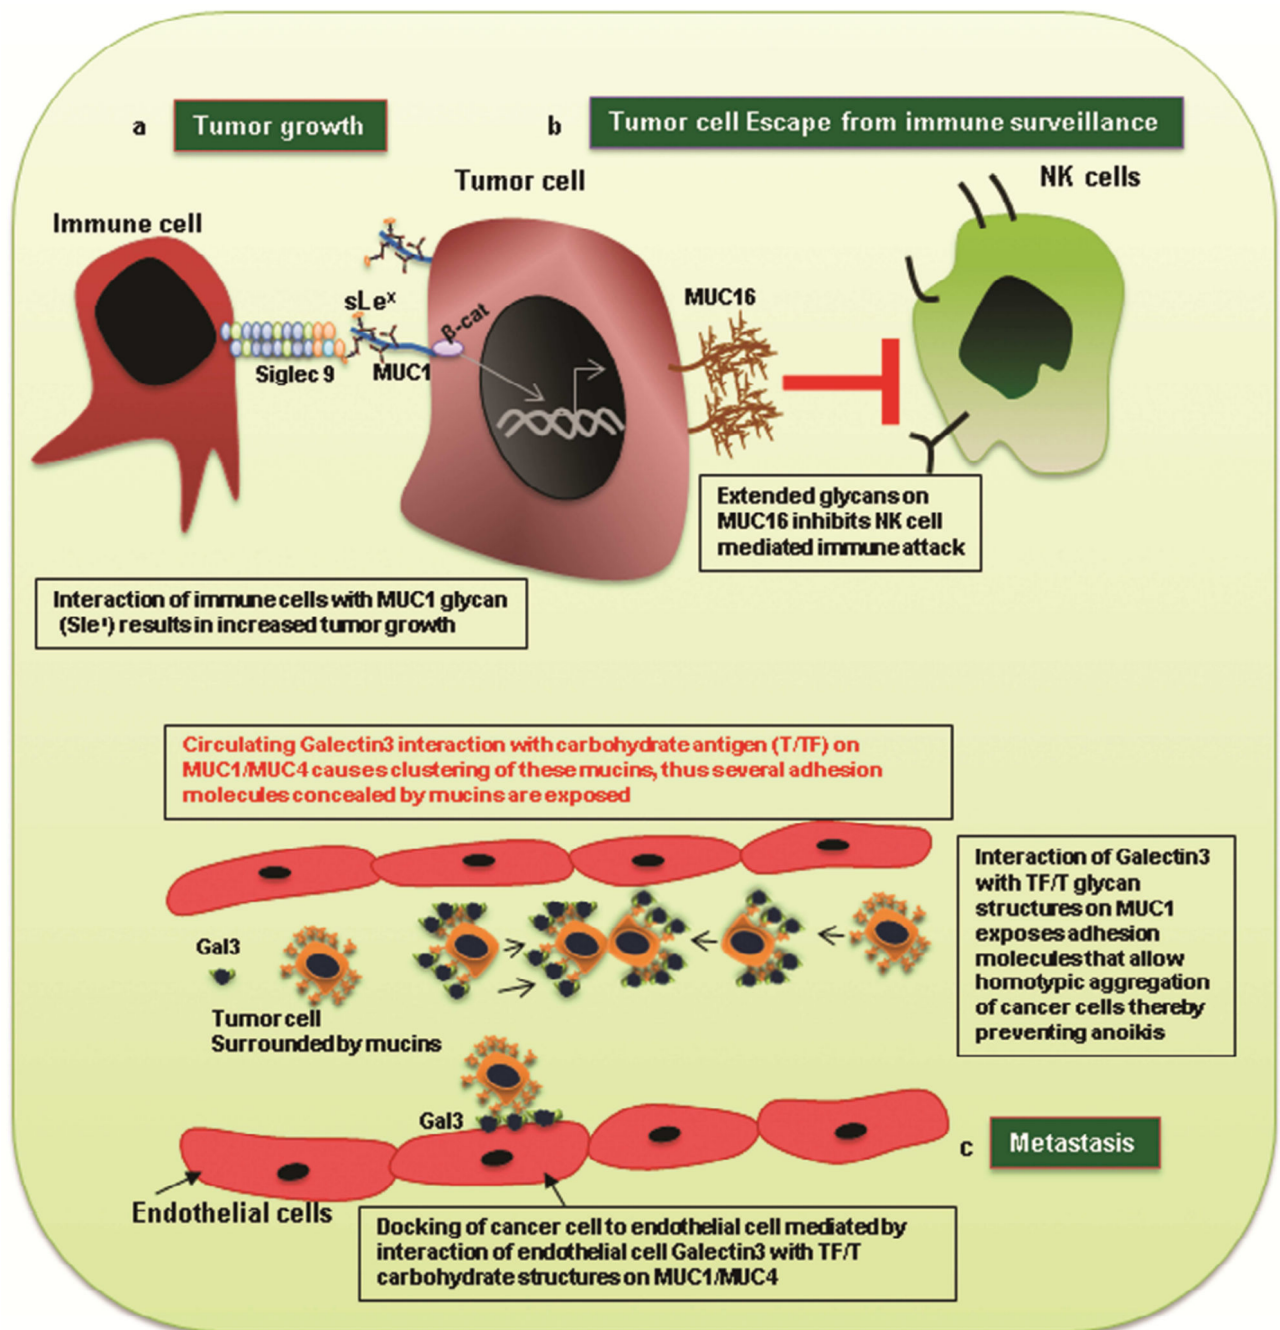 a
Tumor growth
b
Tumor cell Escape from immune surveillance
Tumor cell
NK cells
Immune cell
sLeˣ
β-cat
MUC16
Siglec 9
MUC1
Extended glycans on
MUC16 inhibits NK cell
mediated immune attack
Interaction of immune cells with MUC1 glycan
(Sleˣ) results in increased tumor growth
Circulating Galectin3 interaction with carbohydrate antigen (T/TF) on
MUC1/MUC4 causes clustering of these mucins, thus several adhesion
molecules concealed by mucins are exposed
Interaction of Galectin3
with TF/T glycan
structures on MUC1
exposes adhesion
molecules that allow
homotypic aggregation
of cancer cells thereby
preventing anoikis
Gal3
Tumor cell
Surrounded by mucins
Gal3
c
Metastasis
Endothelial cells
Docking of cancer cell to endothelial cell mediated by
interaction of endothelial cell Galectin3 with TF/T
carbohydrate structures on MUC1/MUC4